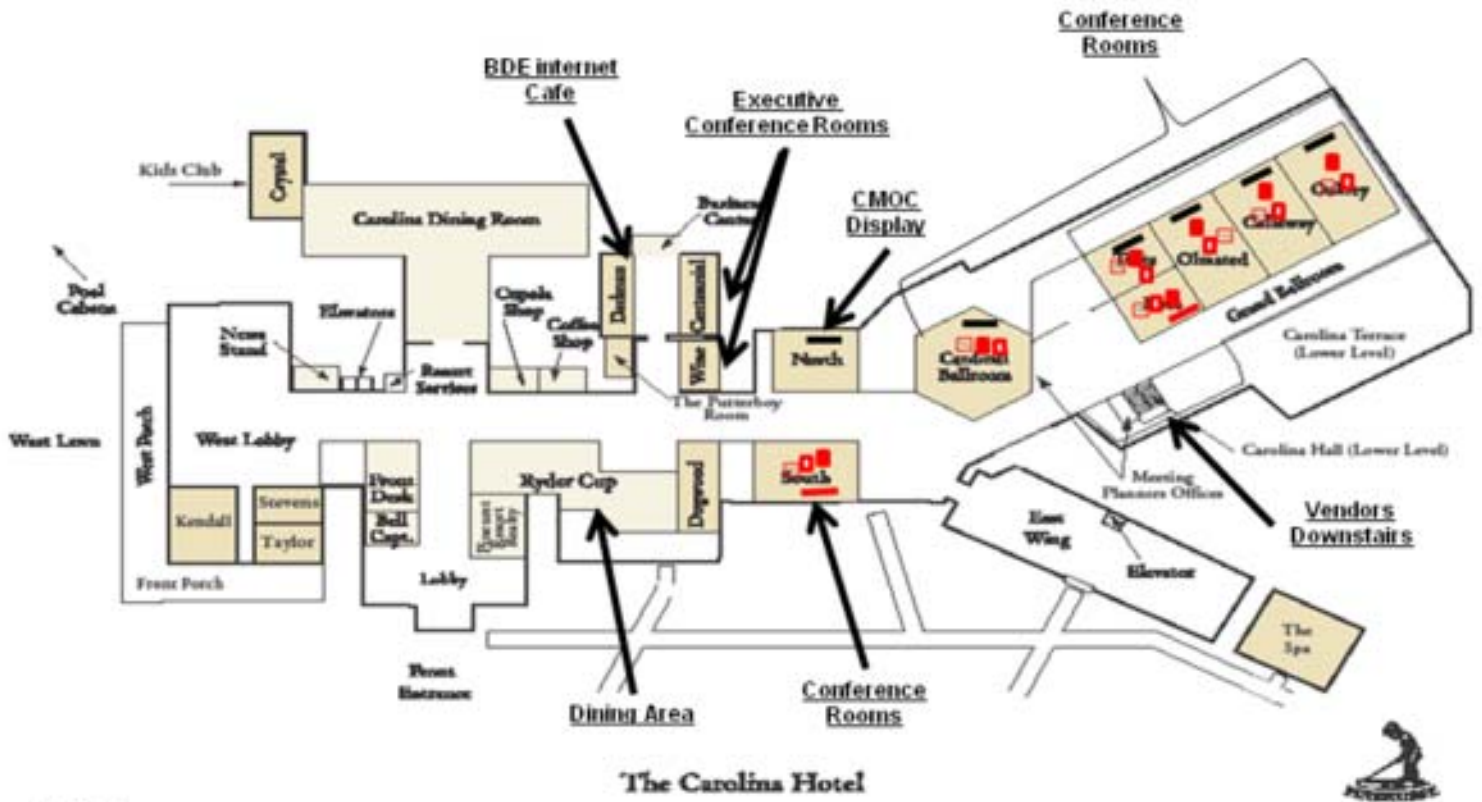 Conference
Rooms
BDE internet
Cafe
Executive
Conference Rooms
CMOC
Display
Kids Club
Crystal
Carolina Dining Room
Business
Center
Pool
Cabana
News
Stand
Elevators
Resort
Services
Cupola
Shop
Coffee
Shop
Centennial
Wine
The Putterboy
Room
North
Cardinal
Ballroom
Olmsted
Grand Ballroom
Carolina Terrace
(Lower Level)
Carolina Hall (Lower Level)
Meeting
Planners Offices
Vendors
Downstairs
West Lawn
West Porch
West Lobby
Kendall
Stevens
Taylor
Front Porch
Front
Desk
Bell
Capt.
Lobby
Ryder Cup
Dogwood
South
East
Wing
Elevator
The
Spa
Front
Entrance
Dining Area
Conference
Rooms
The Carolina Hotel
PINEHURST